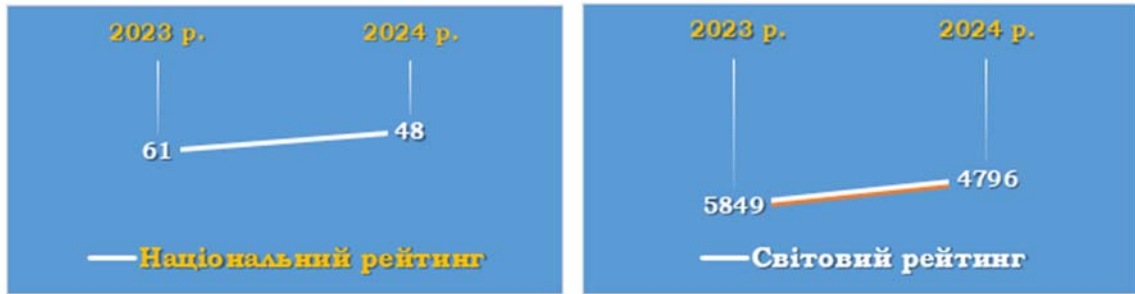 2023 р. 2024 р.
61 48
Національний рейтинг
2023 р. 2024 р.
5849 4796
Світовий рейтинг